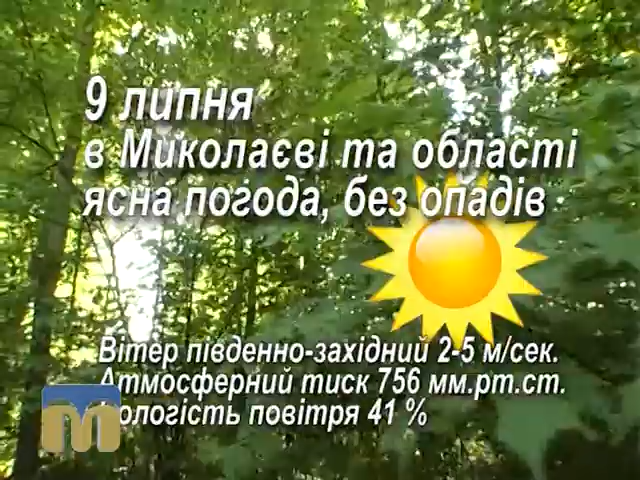 9 липня
в Миколаєві та області
ясна погода, без опадів
Вітер південно-західний 2-5 м/сек.
Атмосферний тиск 756 мм.рт.ст.
Вологість повітря 41 %